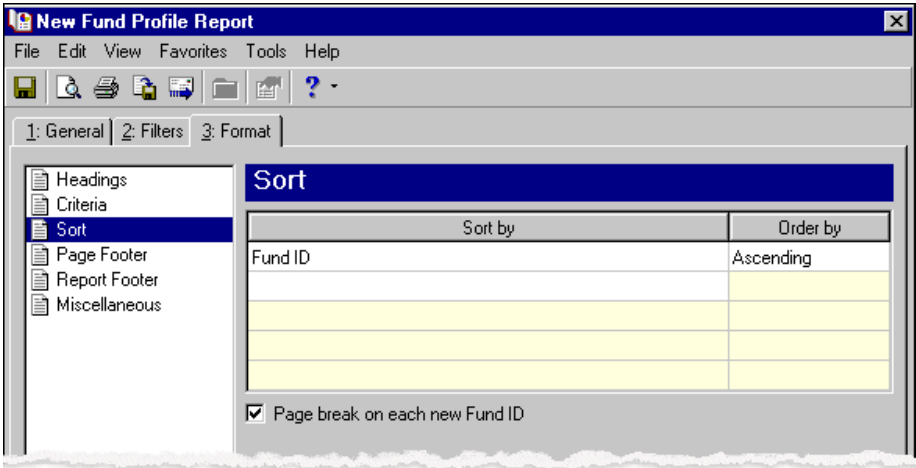 New Fund Profile Report
File Edit View Favorites Tools Help
1: General 2: Filters 3: Format
Headings
Criteria
Sort
Page Footer
Report Footer
Miscellaneous
Sort
Sort by Order by
Fund ID Ascending
Page break on each new Fund ID